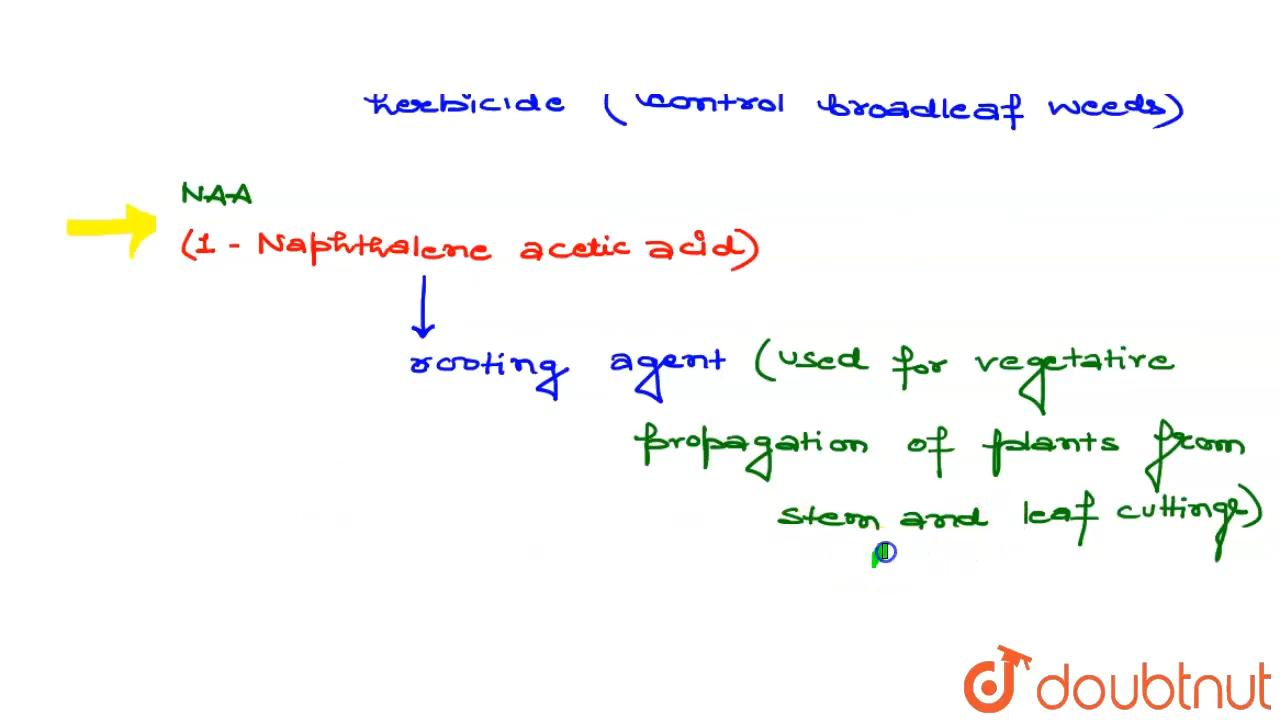 herbicide (control broadleaf weeds)
NAA
(1 - Naphthalene acetic acid)
rooting agent (used for vegetative
propagation of plants from
stem and leaf cuttings)
doubtnut